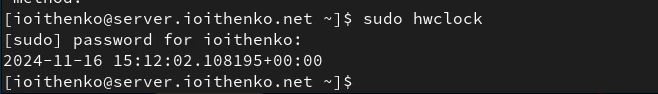 method:
[ioithenko@server.ioithenko.net ~]$ sudo hwclock
[sudo] password for ioithenko:
2024-11-16 15:12:02.108195+00:00
[ioithenko@server.ioithenko.net ~]$